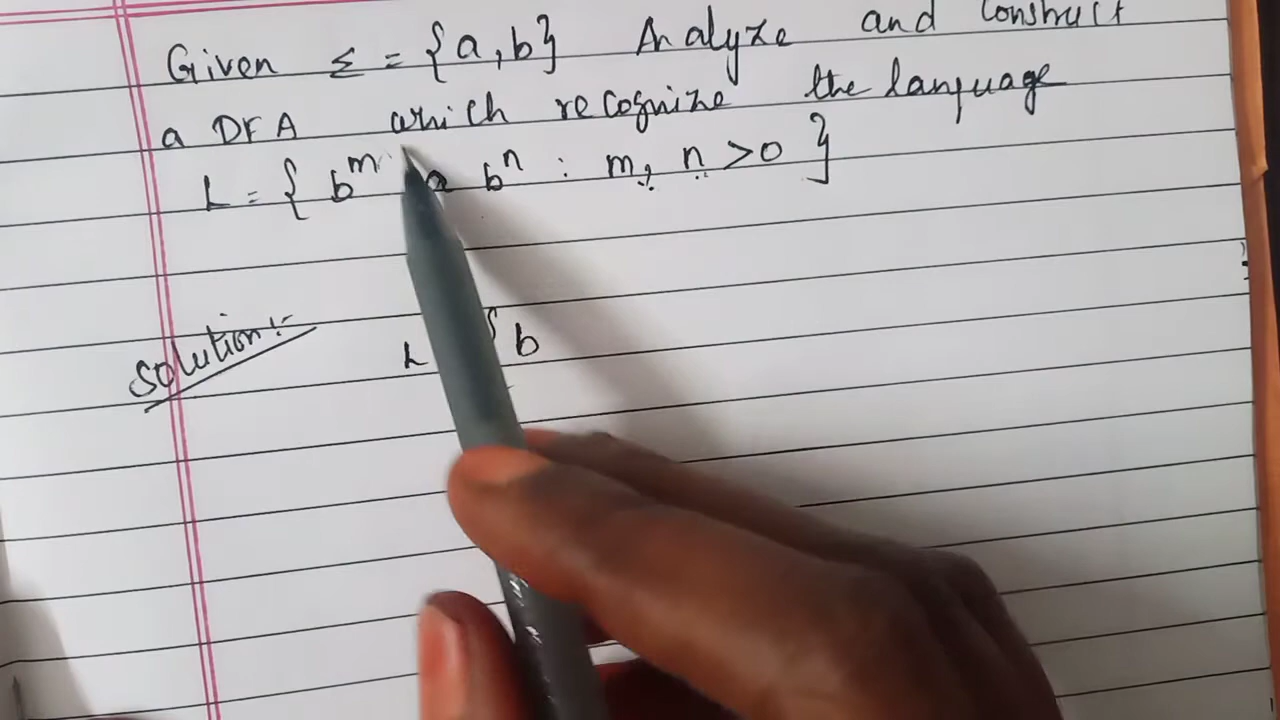 Given Σ = {a, b} Analyze and construct
a DFA which recognize the language
L = { b^m a b^n : m, n > 0 }
Solution:-
L { b